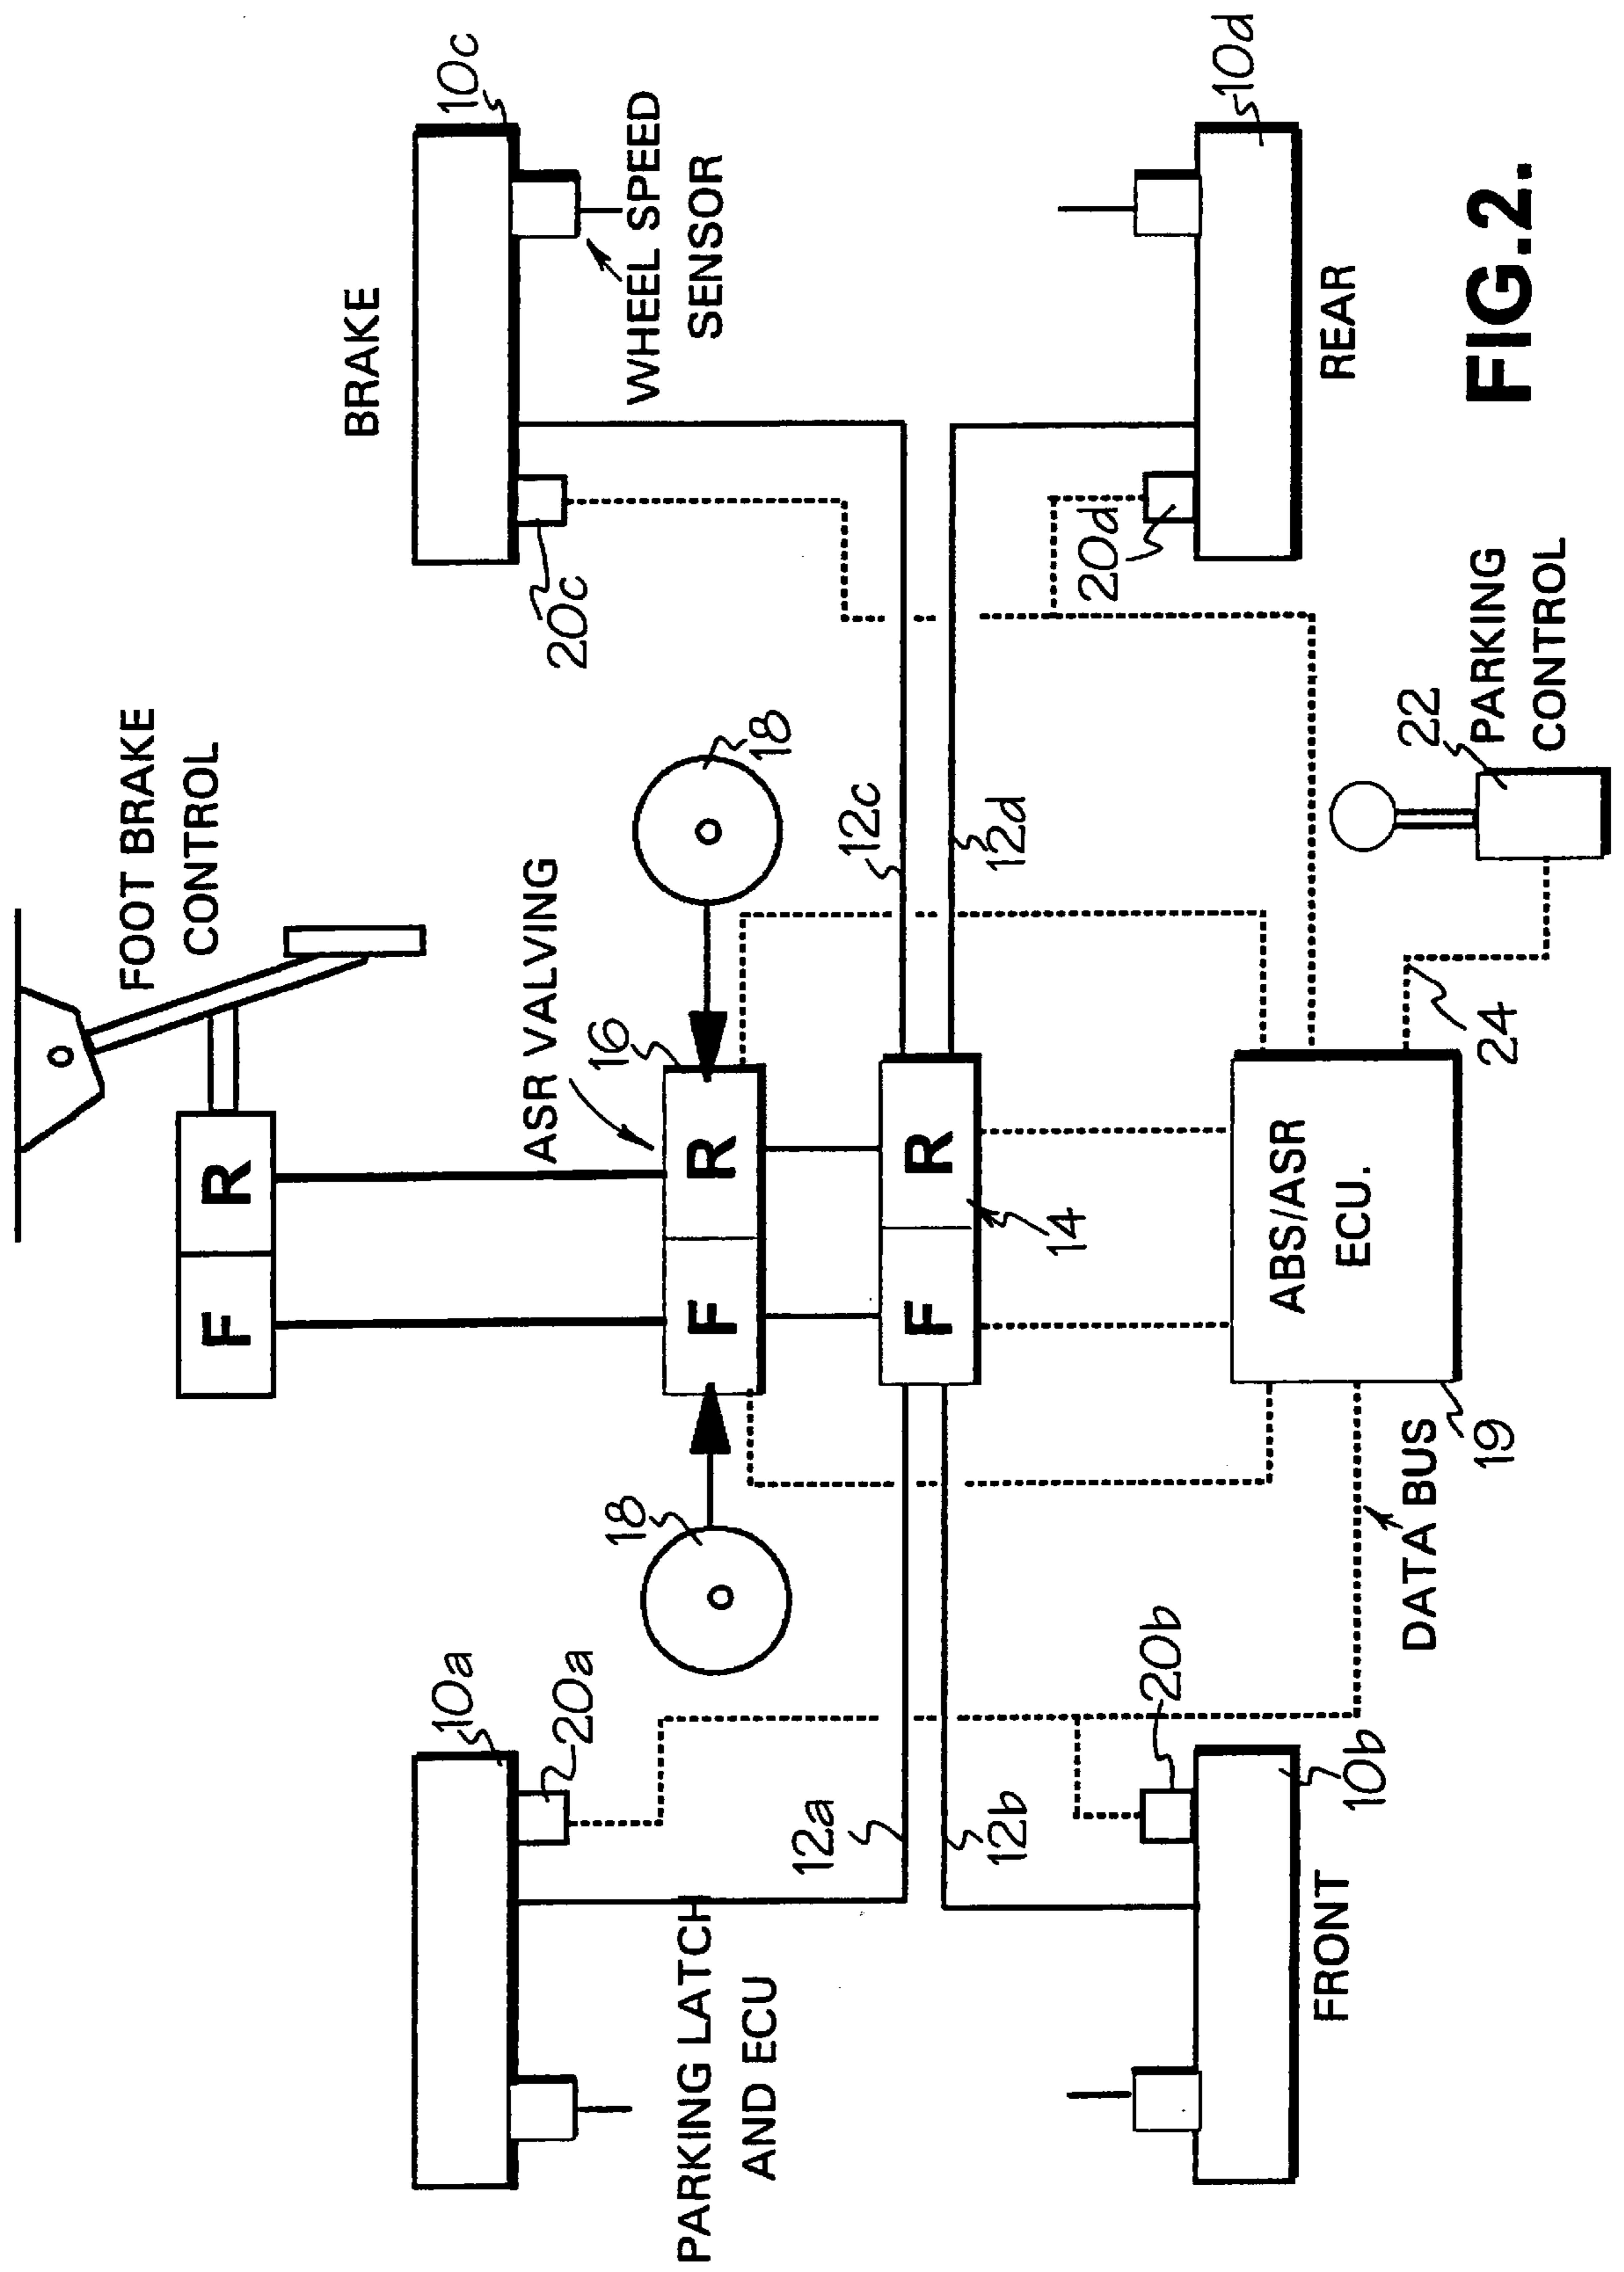 FOOT BRAKE
CONTROL
F
R
10a
20a
PARKING LATCH
AND ECU
18
ASR VALVING
16
F
R
18
BRAKE
10c
20c
WHEEL SPEED
SENSOR
12a
12b
F
R
14
12c
12d
20b
10b
FRONT
DATA BUS
19
ABS/ASR
ECU.
24
22
PARKING
CONTROL
20d
10d
REAR
FIG.2.